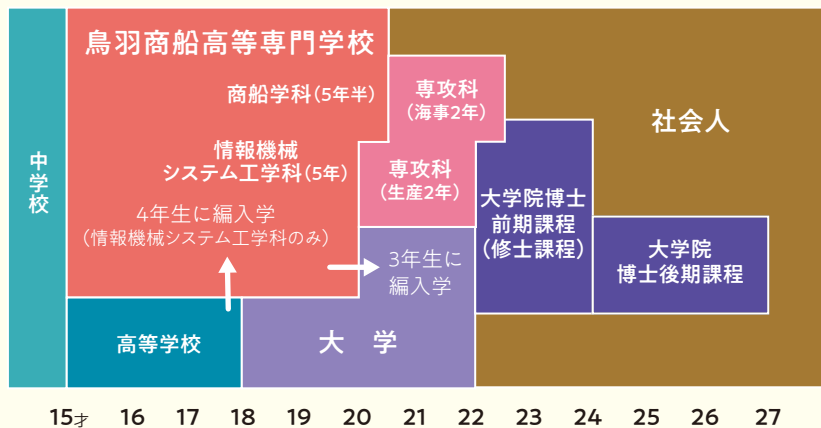 鳥羽商船高等専門学校
商船学科(5年半)
情報機械
システム工学科(5年)
4年生に編入学
(情報機械システム工学科のみ)
中学校
専攻科
(海事2年)
専攻科
(生産2年)
3年生に
編入学
高等学校
大 学
大学院博士
前期課程
(修士課程)
大学院
博士後期課程
社会人
15才 16 17 18 19 20 21 22 23 24 25 26 27